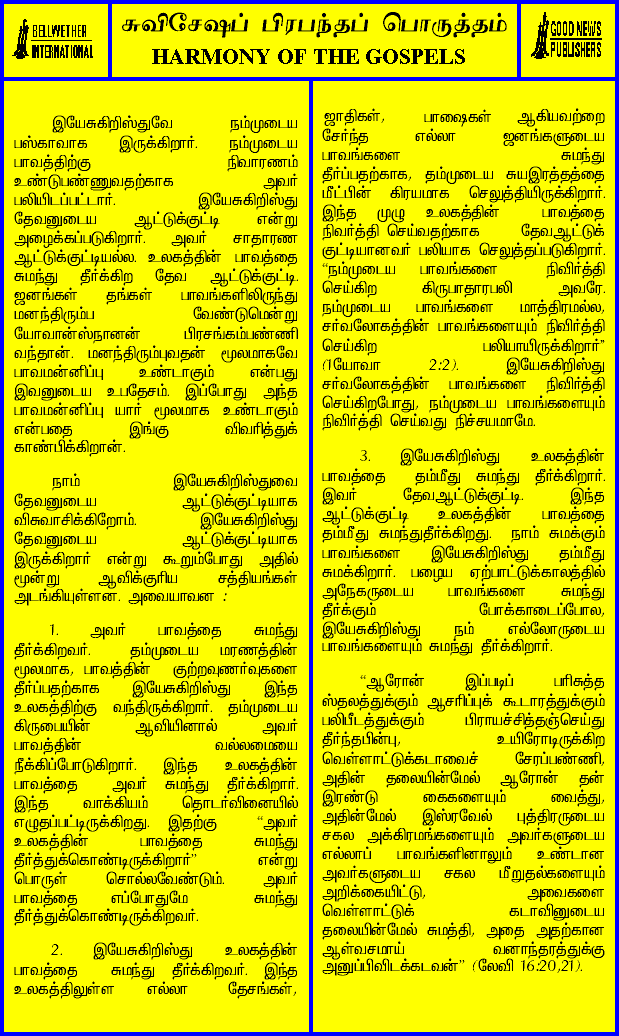 BELLWETHER
INTERNATIONAL
சுவிசேஷப் பிரபந்தப் பொருத்தம்
HARMONY OF THE GOSPELS
GOOD NEWS
PUBLISHERS
இயேசுகிறிஸ்துவே நம்முடைய
பஸ்காவாக இருக்கிறார். நம்முடைய
பாவத்திற்கு நிவாரணம்
உண்டுபண்ணுவதற்காக அவர்
பலியிடப்பட்டார். இயேசுகிறிஸ்து
தேவனுடைய ஆட்டுக்குட்டி என்று
அழைக்கப்படுகிறார். அவர் சாதாரண
ஆட்டுக்குட்டியல்ல. உலகத்தின் பாவத்தை
சுமந்து தீர்க்கிற தேவ ஆட்டுக்குட்டி.
ஜனங்கள் தங்கள் பாவங்களிலிருந்து
மனந்திரும்ப வேண்டுமென்று
யோவான்ஸ்நானன் பிரசங்கம்பண்ணி
வந்தான். மனந்திரும்புவதன் மூலமாகவே
பாவமன்னிப்பு உண்டாகும் என்பது
இவனுடைய உபதேசம். இப்போது அந்த
பாவமன்னிப்பு யார் மூலமாக உண்டாகும்
என்பதை இங்கு விவரித்துக்
காண்பிக்கிறான்.
நாம் இயேசுகிறிஸ்துவை
தேவனுடைய ஆட்டுக்குட்டியாக
விசுவாசிக்கிறோம். இயேசுகிறிஸ்து
தேவனுடைய ஆட்டுக்குட்டியாக
இருக்கிறார் என்று கூறும்போது அதில்
மூன்று ஆவிக்குரிய சத்தியங்கள்
அடங்கியுள்ளன. அவையாவன :
1. அவர் பாவத்தை சுமந்து
தீர்க்கிறவர். தம்முடைய மரணத்தின்
மூலமாக, பாவத்தின் குற்றவுணர்வுகளை
தீர்ப்பதற்காக இயேசுகிறிஸ்து இந்த
உலகத்திற்கு வந்திருக்கிறார். தம்முடைய
கிருபையின் ஆவியினால் அவர்
பாவத்தின் வல்லமையை
நீக்கிப்போடுகிறார். இந்த உலகத்தின்
பாவத்தை அவர் சுமந்து தீர்க்கிறார்.
இந்த வாக்கியம் தொடர்வினையில்
எழுதப்பட்டிருக்கிறது. இதற்கு “அவர்
உலகத்தின் பாவத்தை சுமந்து
தீர்த்துக்கொண்டிருக்கிறார்” என்று
பொருள் சொல்லவேண்டும். அவர்
பாவத்தை எப்போதுமே சுமந்து
தீர்த்துக்கொண்டிருக்கிறவர்.
2. இயேசுகிறிஸ்து உலகத்தின்
பாவத்தை சுமந்து தீர்க்கிறவர். இந்த
உலகத்திலுள்ள எல்லா தேசங்கள்,
ஜாதிகள், பாஷைகள் ஆகியவற்றை
சேர்ந்த எல்லா ஜனங்களுடைய
பாவங்களை சுமந்து
தீர்ப்பதற்காக, தம்முடைய சுயஇரத்தத்தை
மீட்பின் கிரயமாக செலுத்தியிருக்கிறார்.
இந்த முழு உலகத்தின் பாவத்தை
நிவர்த்தி செய்வதற்காக தேவஆட்டுக்
குட்டியானவர் பலியாக செலுத்தப்படுகிறார்.
“நம்முடைய பாவங்களை நிவிர்த்தி
செய்கிற கிருபாதாரபலி அவரே.
நம்முடைய பாவங்களை மாத்திரமல்ல,
சர்வலோகத்தின் பாவங்களையும் நிவிர்த்தி
செய்கிற பலியாயிருக்கிறார்”
(1யோவா 2:2). இயேசுகிறிஸ்து
சர்வலோகத்தின் பாவங்களை நிவிர்த்தி
செய்கிறபோது, நம்முடைய பாவங்களையும்
நிவிர்த்தி செய்வது நிச்சயமாமே.
3. இயேசுகிறிஸ்து உலகத்தின்
பாவத்தை தம்மீது சுமந்து தீர்க்கிறார்.
இவர் தேவஆட்டுக்குட்டி. இந்த
ஆட்டுக்குட்டி உலகத்தின் பாவத்தை
தம்மீது சுமந்துதீர்க்கிறது. நாம் சுமக்கும்
பாவங்களை இயேசுகிறிஸ்து தம்மீது
சுமக்கிறார். பழைய ஏற்பாட்டுக்காலத்தில்
அநேகருடைய பாவங்களை சுமந்து
தீர்க்கும் போக்காடைப்போல,
இயேசுகிறிஸ்து நம் எல்லோருடைய
பாவங்களையும் சுமந்து தீர்க்கிறார்.
“ஆரோன் இப்படிப் பரிசுத்த
ஸ்தலத்துக்கும் ஆசரிப்புக் கூடாரத்துக்கும்
பலிபீடத்துக்கும் பிராயச்சித்தஞ்செய்து
தீர்ந்தபின்பு, உயிரோடிருக்கிற
வெள்ளாட்டுக்கடாவைச் சேரப்பண்ணி,
அதின் தலையின்மேல் ஆரோன் தன்
இரண்டு கைகளையும் வைத்து,
அதின்மேல் இஸ்ரவேல் புத்திரருடைய
சகல அக்கிரமங்களையும் அவர்களுடைய
எல்லாப் பாவங்களினாலும் உண்டான
அவர்களுடைய சகல மீறுதல்களையும்
அறிக்கையிட்டு, அவைகளை
வெள்ளாட்டுக் கடாவினுடைய
தலையின்மேல் சுமத்தி, அதை அதற்கான
ஆள்வசமாய் வனாந்தரத்துக்கு
அனுப்பிவிடக்கடவன்” (லேவி 16:20,21).